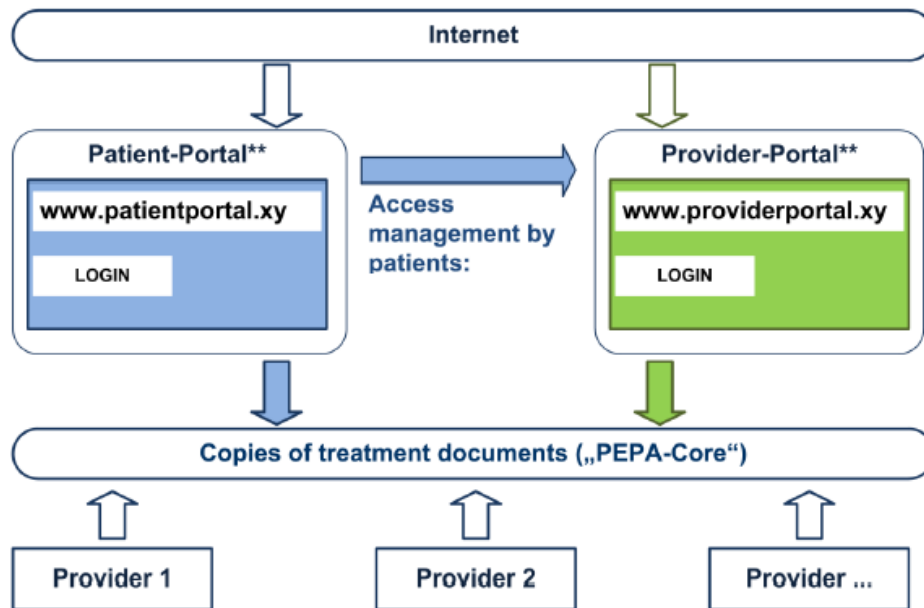 Internet
Patient-Portal**
www.patientportal.xy
LOGIN
Access
management by
patients:
Provider-Portal**
www.providerportal.xy
LOGIN
Copies of treatment documents („PEPA-Core“)
Provider 1
Provider 2
Provider ...